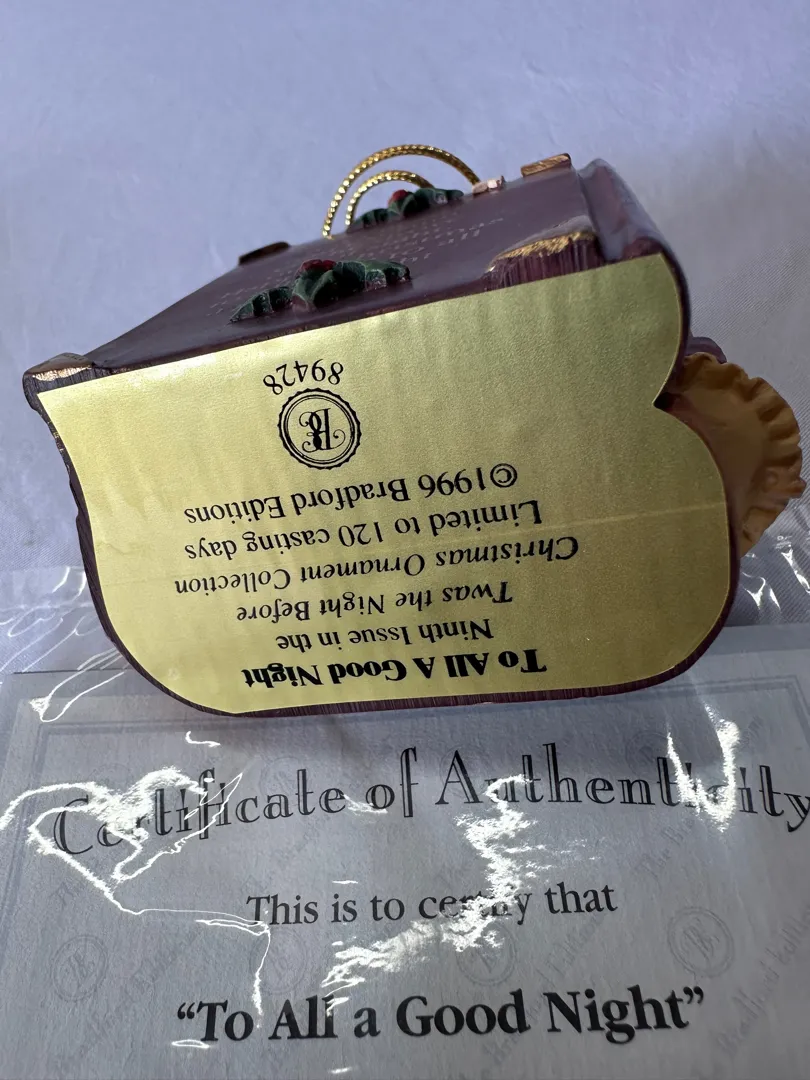 To All A Good Night
Ninth Issue in the
Twas the Night Before
Christmas Ornament Collection
Limited to 120 casting days
©1996 Bradford Editions
BE
89428
Certificate of Authenticity
This is to certify that
“To All a Good Night”